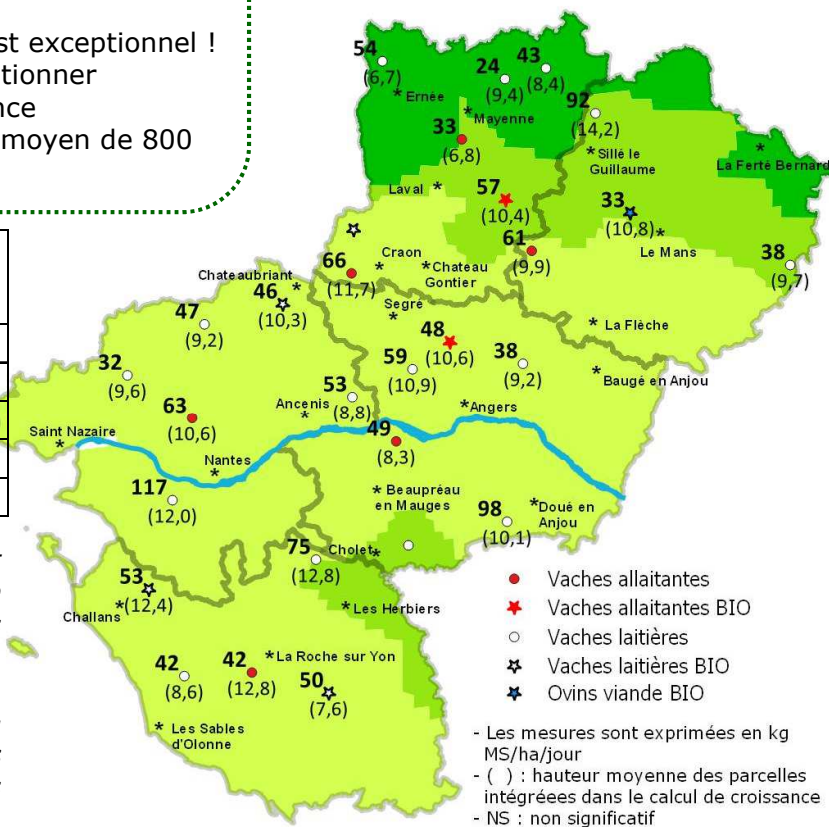 st exceptionnel !
tionner
nce
moyen de 800
54
(6,7)
24
(9,4)
43
(8,4)
92
(14,2)
* Ernée
* Mayenne
33
(6,8)
* Sillé le
Guillaume
*
La Ferté Bernard
Laval *
57
(10,4)
33
(10,8)
*
Le Mans
61
(9,9)
38
(9,7)
66
(11,7)
Craon
*
* Chateau
Gontier
Chateaubriant *
46
(10,3)
Segré
*
* La Flèche
47
(9,2)
48
(10,6)
59
(10,9)
38
(9,2)
* Baugé en Anjou
32
(9,6)
53
(8,8)
63
(10,6)
Ancenis
*
* Angers
49
(8,3)
Saint Nazaire
*
Nantes
*
117
(12,0)
* Beaupréau
en Mauges
98
(10,1)
* Doué en
Anjou
75
(12,8)
Cholet *
53
(12,4)
Challans *
* Les Herbiers
42
(8,6)
42
(12,8)
* La Roche sur Yon
50
(7,6)
* Les Sables
d'Olonne
Vaches allaitantes
Vaches allaitantes BIO
Vaches laitières
Vaches laitières BIO
Ovins viande BIO
- Les mesures sont exprimées en kg
MS/ha/jour
- ( ) : hauteur moyenne des parcelles
intégréees dans le calcul de croissance
- NS : non significatif